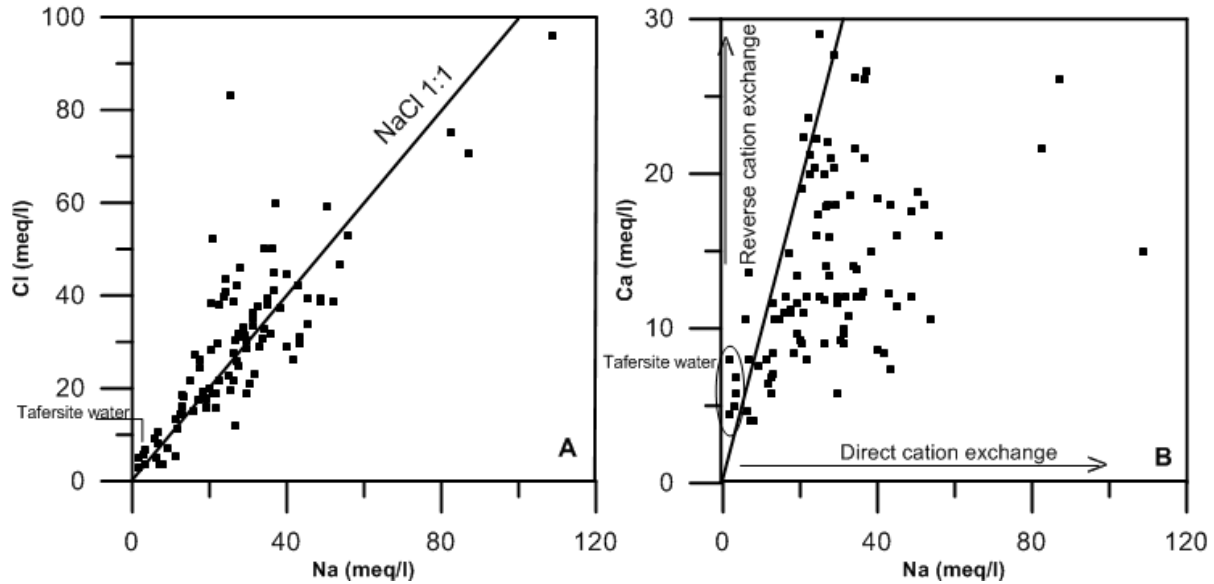 100
80
60
40
20
0
Cl (meq/l)
NaCl 1:1
Tafersite water
A
0
40
80
120
Na (meq/l)
30
20
10
0
Ca (meq/l)
Reverse cation exchange
Tafersite water
Direct cation exchange
B
0
40
80
120
Na (meq/l)